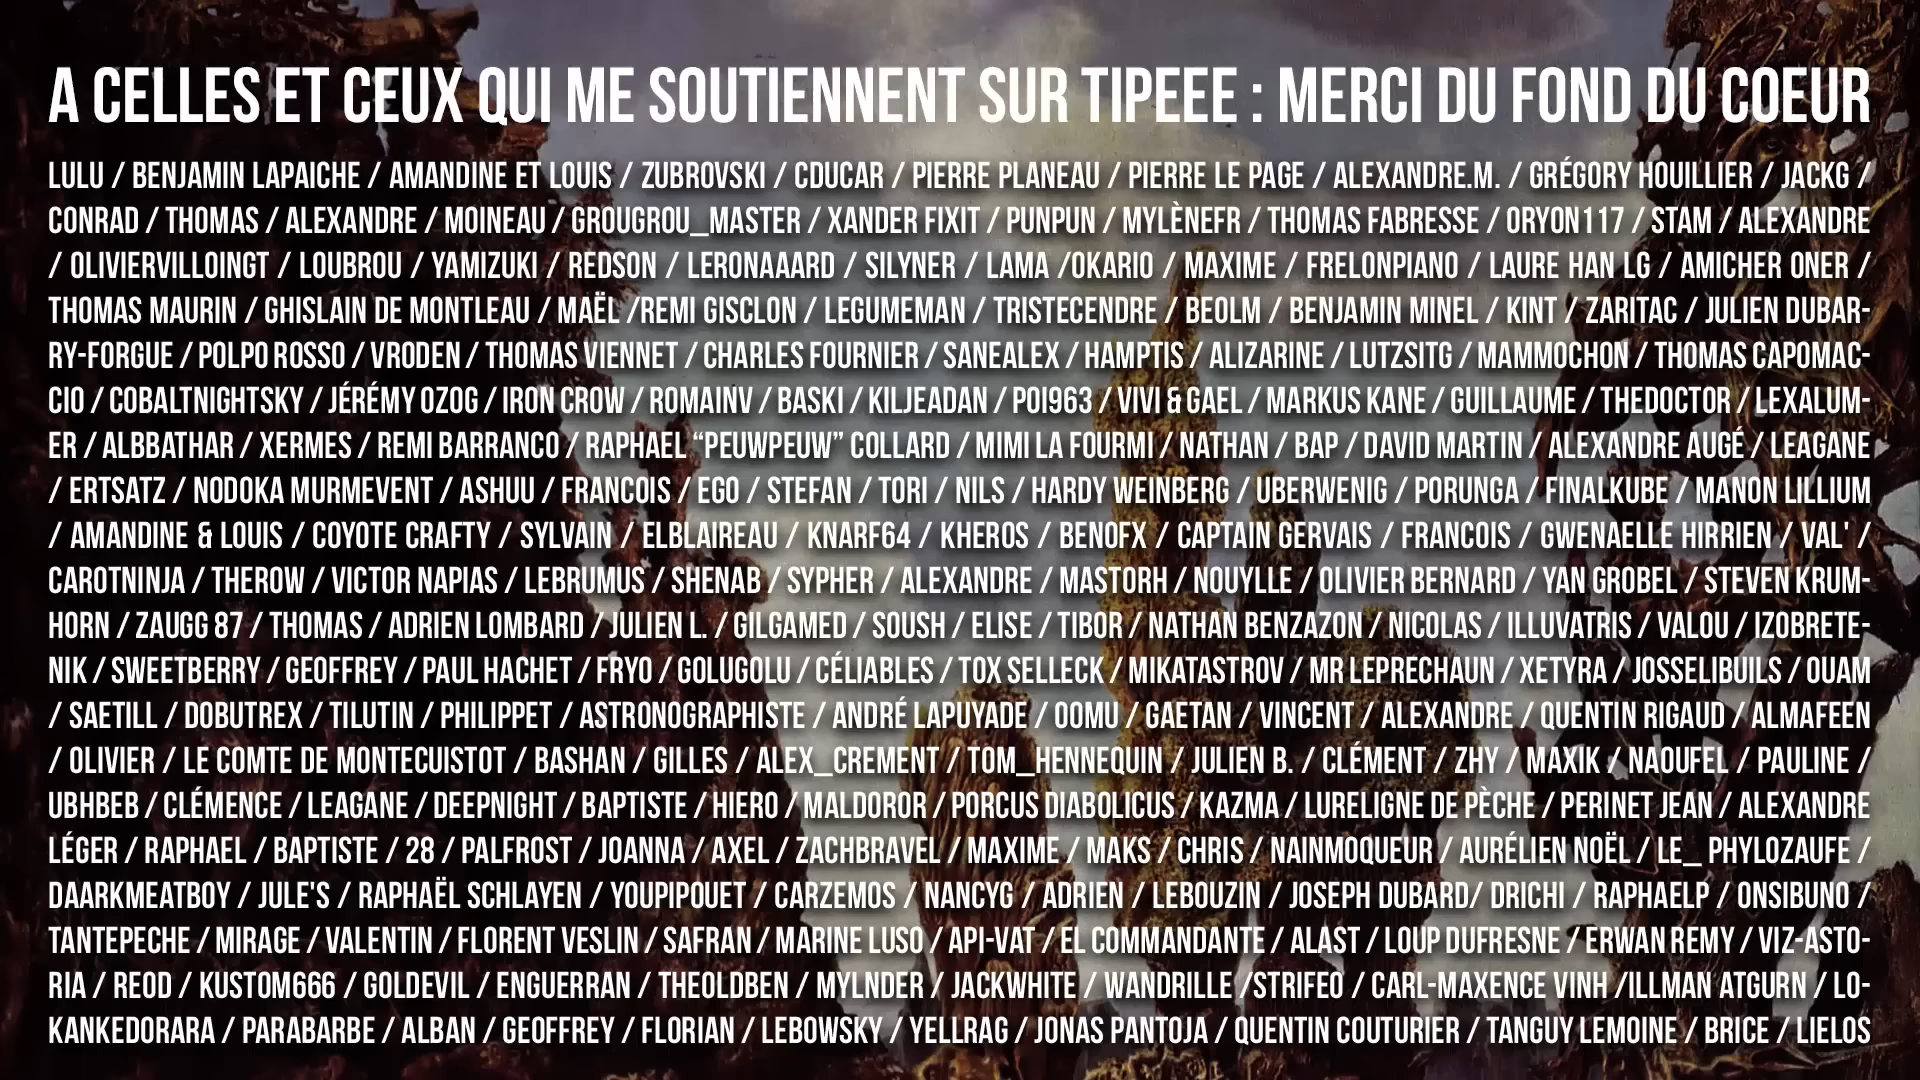 A CELLES ET CEUX QUI ME SOUTIENNENT SUR TIPEEE : MERCI DU FOND DU COEUR
LULU / BENJAMIN LAPAICHE / AMANDINE ET LOUIS / ZUBROVSKI / CDUCAR / PIERRE PLANEAU / PIERRE LE PAGE / ALEXANDRE.M. / GRÉGORY HOUILLIER / JACKG /
CONRAD / THOMAS / ALEXANDRE / MOINEAU / GROUGROU_MASTER / XANDER FIXIT / PUNPUN / MYLÈNEFR / THOMAS FABRESSE / ORYON117 / STAM / ALEXANDRE
/ OLIVIERVILLOINGT / LOUBROU / YAMIZUKI / REDSON / LERONAAARD / SILYNER / LAMA /OKARIO / MAXIME / FRELONPIANO / LAURE HAN LG / AMICHER ONER /
THOMAS MAURIN / GHISLAIN DE MONTLEAU / MAËL /REMI GISCLON / LEGUMEMAN / TRISTECENDRE / BEOLM / BENJAMIN MINEL / KINT / ZARITAC / JULIEN DUBAR-
RY-FORGUE / POLPO ROSSO / VRODEN / THOMAS VIENNET / CHARLES FOURNIER / SANEALEX / HAMPTIS / ALIZARINE / LUTZSITG / MAMMOCHON / THOMAS CAPOMAC-
CIO / COBALTNIGHTSKY / JÉRÉMY OZOG / IRON CROW / ROMAINV / BASKI / KILJEADAN / POI963 / VIVI & GAEL / MARKUS KANE / GUILLAUME / THEDOCTOR / LEXALUM-
ER / ALBBATHAR / XERMES / REMI BARRANCO / RAPHAEL “PEUWPEUW” COLLARD / MIMI LA FOURMI / NATHAN / BAP / DAVID MARTIN / ALEXANDRE AUGÉ / LEAGANE
/ ERTSATZ / NODOKA MURMEVENT / ASHUU / FRANCOIS / EGO / STEFAN / TORI / NILS / HARDY WEINBERG / UBERWENIG / PORUNGA / FINALKUBE / MANON LILLIUM
/ AMANDINE & LOUIS / COYOTE CRAFTY / SYLVAIN / ELBLAIREAU / KNARF64 / KHEROS / BENOFX / CAPTAIN GERVAIS / FRANCOIS / GWENAELLE HIRRIEN / VAL' /
CAROTNINJA / THEROW / VICTOR NAPIAS / LEBRUMUS / SHENAB / SYPHER / ALEXANDRE / MASTORH / NOUYLLE / OLIVIER BERNARD / YAN GROBEL / STEVEN KRUM-
HORN / ZAUGG 87 / THOMAS / ADRIEN LOMBARD / JULIEN L. / GILGAMED / SOUSH / ELISE / TIBOR / NATHAN BENZAZON / NICOLAS / ILLUVATRIS / VALOU / IZOBRETE-
NIK / SWEETBERRY / GEOFFREY / PAUL HACHET / FRYO / GOLUGOLU / CÉLIABLES / TOX SELLECK / MIKATASTROV / MR LEPRECHAUN / XETYRA / JOSSELIBUILS / OUAM
/ SAETILL / DOBUTREX / TILUTIN / PHILIPPET / ASTRONOGRAPHISTE / ANDRÉ LAPUYADE / OOMU / GAETAN / VINCENT / ALEXANDRE / QUENTIN RIGAUD / ALMAFEEN
/ OLIVIER / LE COMTE DE MONTECUISTOT / BASHAN / GILLES / ALEX_CREMENT / TOM_HENNEQUIN / JULIEN B. / CLÉMENT / ZHY / MAXIK / NAOUFEL / PAULINE /
UBHBEB / CLÉMENCE / LEAGANE / DEEPNIGHT / BAPTISTE / HIERO / MALDOROR / PORCUS DIABOLICUS / KAZMA / LURELIGNE DE PÈCHE / PERINET JEAN / ALEXANDRE
LÉGER / RAPHAEL / BAPTISTE / 28 / PALFROST / JOANNA / AXEL / ZACHBRAVEL / MAXIME / MAKS / CHRIS / NAINMOQUEUR / AURÉLIEN NOËL / LE_ PHYLOZAUFE /
DAARKMEATBOY / JULE'S / RAPHAËL SCHLAYEN / YOUPIPOUET / CARZEMOS / NANCYG / ADRIEN / LEBOUZIN / JOSEPH DUBARD/ DRICHI / RAPHAELP / ONSIBUNO /
TANTEPECHE / MIRAGE / VALENTIN / FLORENT VESLIN / SAFRAN / MARINE LUSO / API-VAT / EL COMMANDANTE / ALAST / LOUP DUFRESNE / ERWAN REMY / VIZ-ASTO-
RIA / REOD / KUSTOM666 / GOLDEVIL / ENGUERRAN / THEOLDBEN / MYLNDER / JACKWHITE / WANDRILLE /STRIFEO / CARL-MAXENCE VINH /ILLMAN ATGURN / LO-
KANKEDORARA / PARABARBE / ALBAN / GEOFFREY / FLORIAN / LEBOWSKY / YELLRAG / JONAS PANTOJA / QUENTIN COUTURIER / TANGUY LEMOINE / BRICE / LIELOS